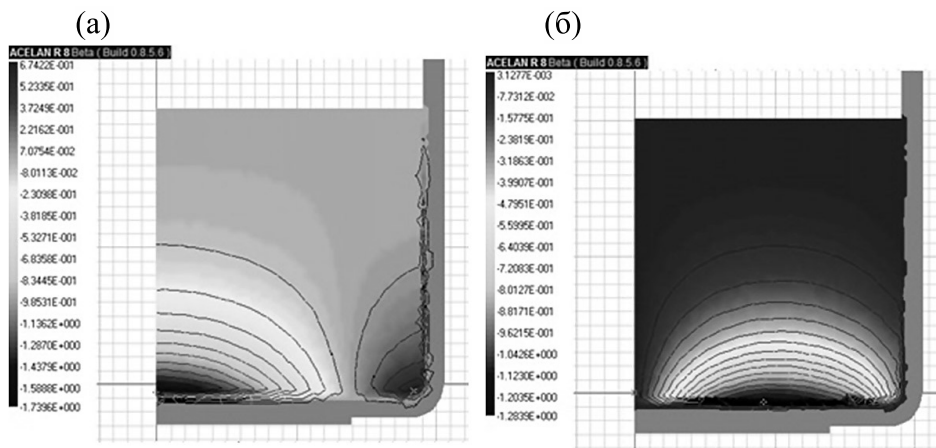 (а)
(б)
ACELAN R 8 Beta ( Build 0.8.5.6 )
6.7422E-001
5.2335E-001
3.7249E-001
2.2162E-001
7.0754E-002
-8.0113E-002
-2.3098E-001
-3.8185E-001
-5.3271E-001
-6.8358E-001
-8.3445E-001
-9.8531E-001
-1.1362E+000
-1.2870E+000
-1.4379E+000
-1.5888E+000
-1.7396E+000
ACELAN R 8 Beta ( Build 0.8.5.6 )
3.1277E-003
-7.7312E-002
-1.5775E-001
-2.3819E-001
-3.1863E-001
-3.9907E-001
-4.7951E-001
-5.5995E-001
-6.4039E-001
-7.2083E-001
-8.0127E-001
-8.8171E-001
-9.6215E-001
-1.0426E+000
-1.1230E+000
-1.2035E+000
-1.2839E+000